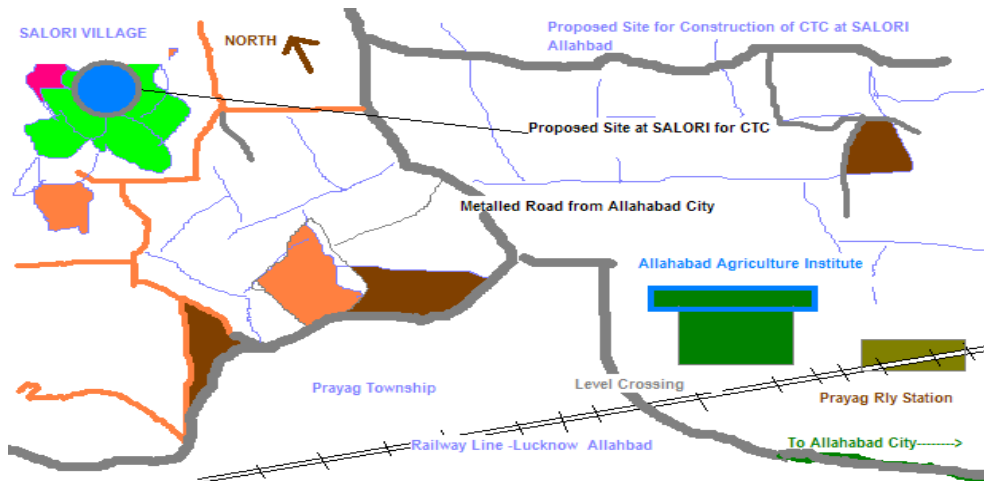 SALORI VILLAGE
NORTH
Proposed Site for Construction of CTC at SALORI
Allahbad
Proposed Site at SALORI for CTC
Metalled Road from Allahabad City
Allahabad Agriculture Institute
Prayag Township
Level Crossing
Prayag Rly Station
Railway Line -Lucknow Allahbad
To Allahabad City-------->